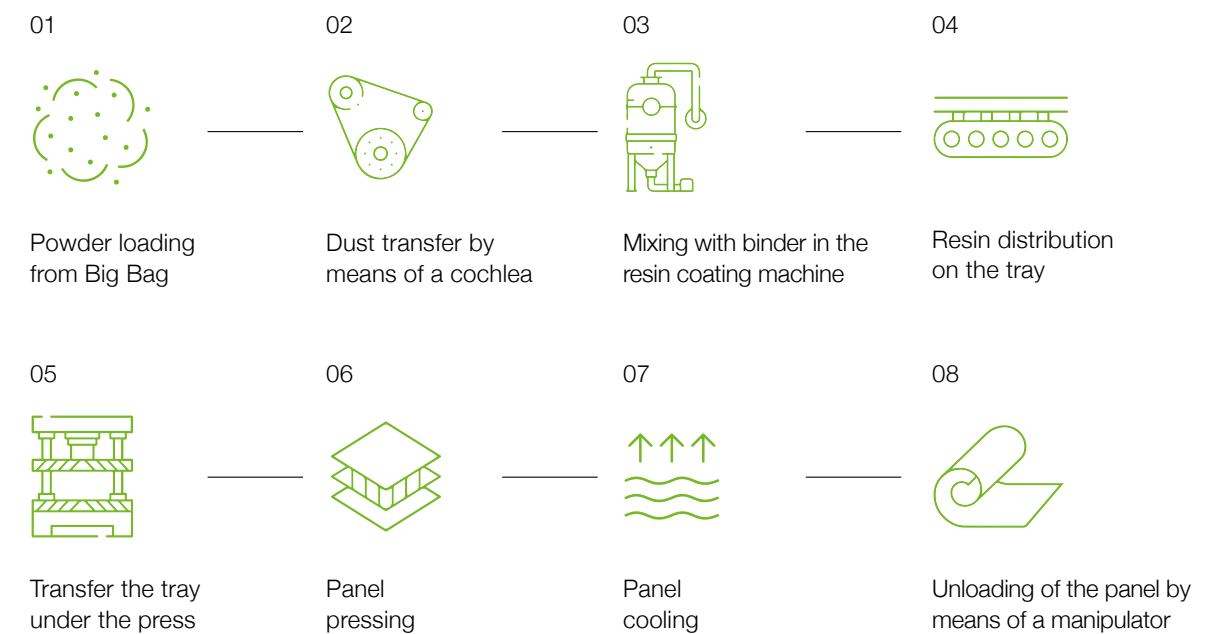 01
02
03
04
Powder loading
from Big Bag
Dust transfer by
means of a cochlea
Mixing with binder in the
resin coating machine
Resin distribution
on the tray
05
06
07
08
Transfer the tray
under the press
Panel
pressing
Panel
cooling
Unloading of the panel by
means of a manipulator